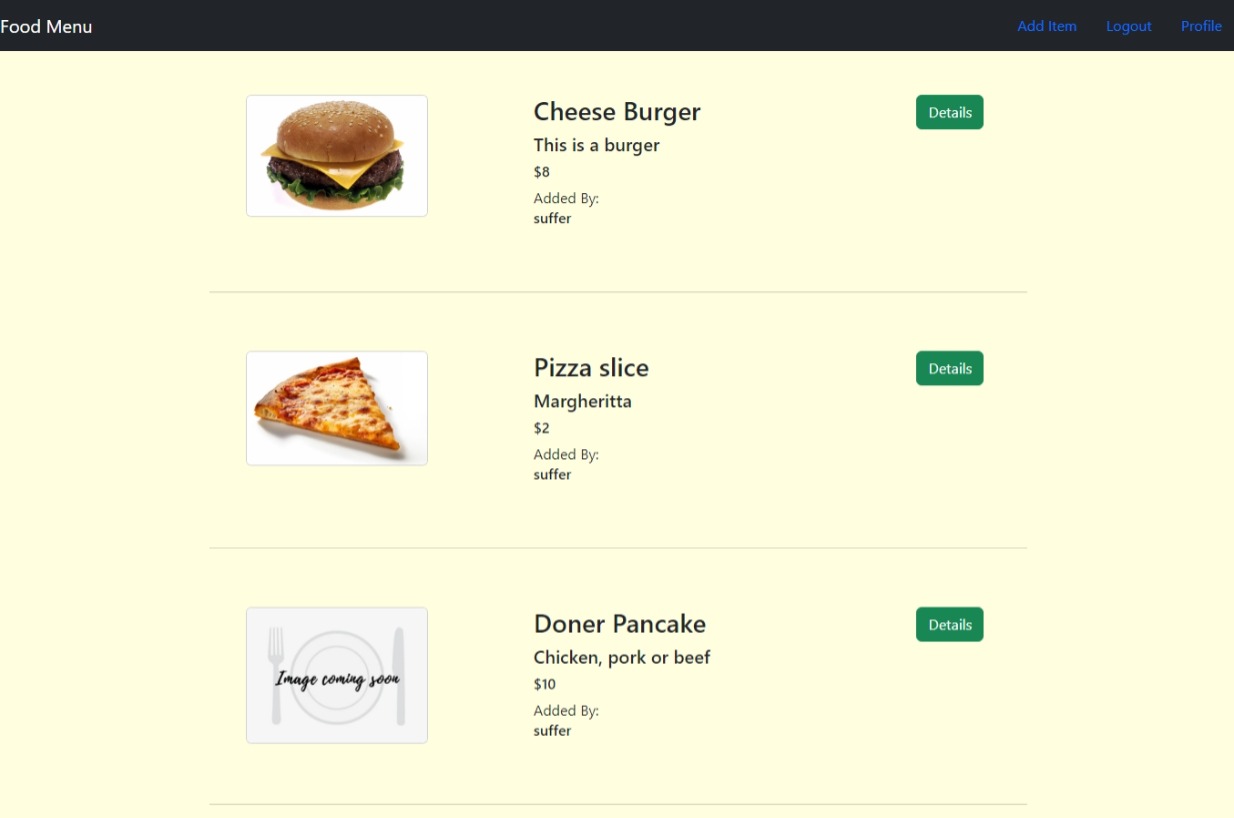 Food Menu Add Item Logout Profile
Cheese Burger Details
This is a burger
$8
Added By:
suffer
Pizza slice Details
Margheritta
$2
Added By:
suffer
Image coming soon
Doner Pancake Details
Chicken, pork or beef
$10
Added By:
suffer